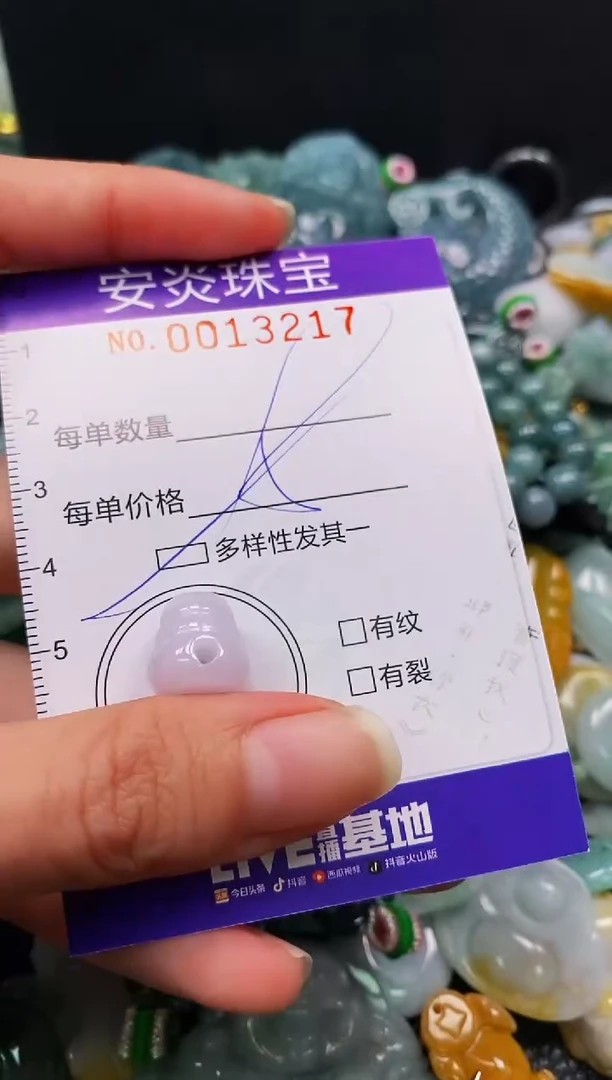 安炎珠宝
NO.0013217
1
2
每单数量
3
每单价格
多样性发其一
4
5
有纹
有裂
LIVE直播基地
今日头条 抖音 西瓜视频 抖音火山版